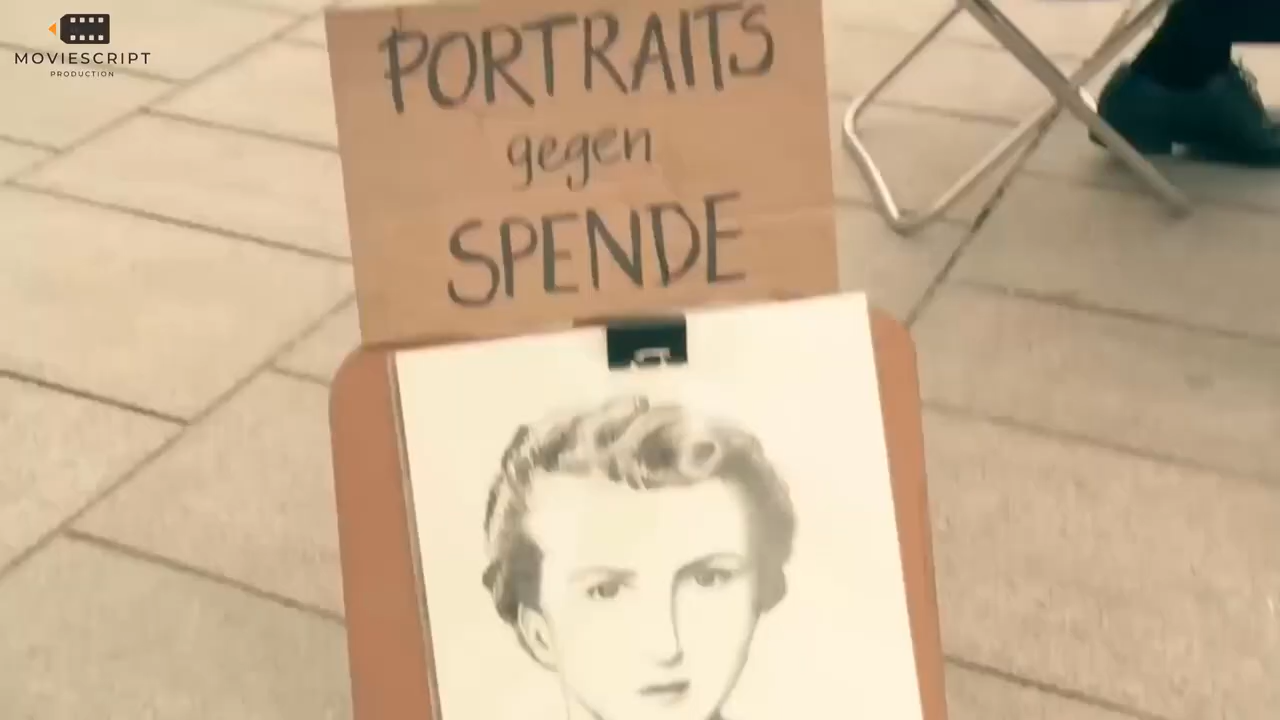 MOVIESCRIPT
PRODUCTION
PORTRAITS
gegen
SPENDE